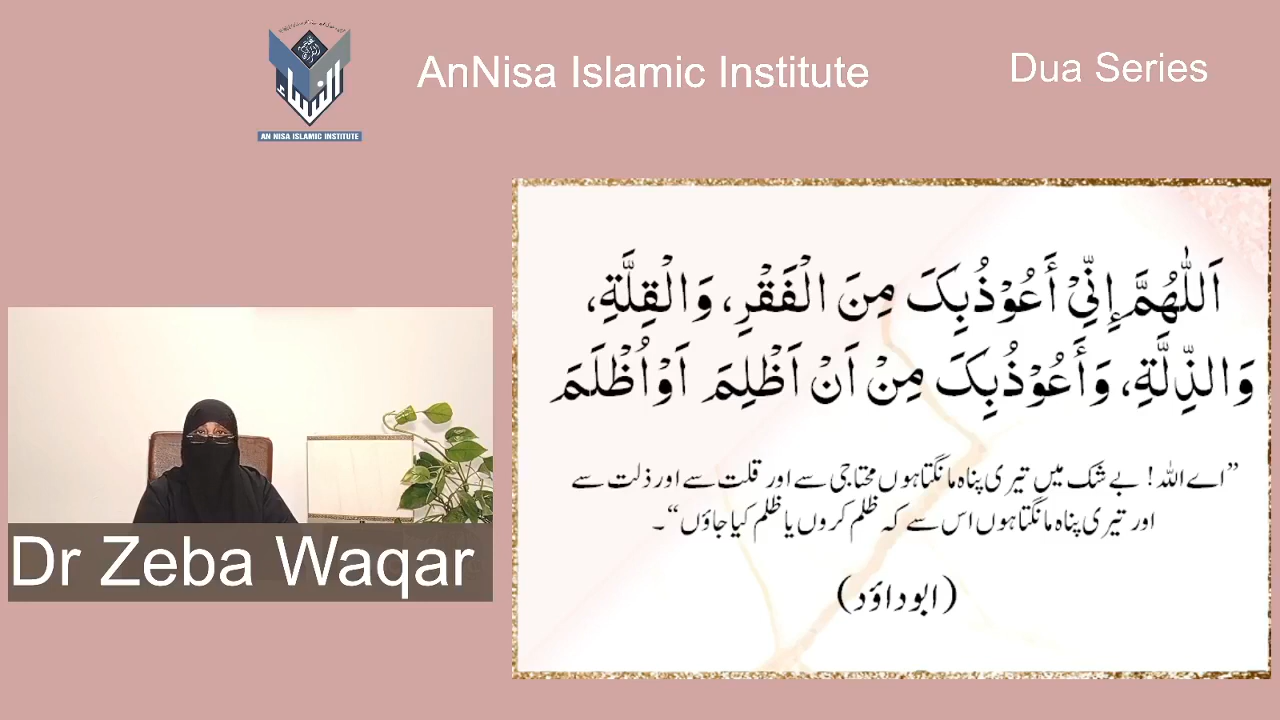 AN NISA ISLAMIC INSTITUTE
AnNisa Islamic Institute
Dua Series
اَللّٰهُمَّ إِنِّيْ أَعُوْذُبِكَ مِنَ الْفَقْرِ، وَالْقِلَّةِ،
وَالذِّلَّةِ، وَأَعُوْذُبِكَ مِنْ اَنْ اَظْلِمَ اَوْاُظْلَمَ
”اے اللہ! بے شک میں تیری پناہ مانگتا ہوں محتاجی سے اور قلت سے اور ذلت سے
اور تیری پناہ مانگتا ہوں اس سے کہ ظلم کروں یا ظلم کیا جاؤں“۔
(ابوداؤد)
Dr Zeba Waqar